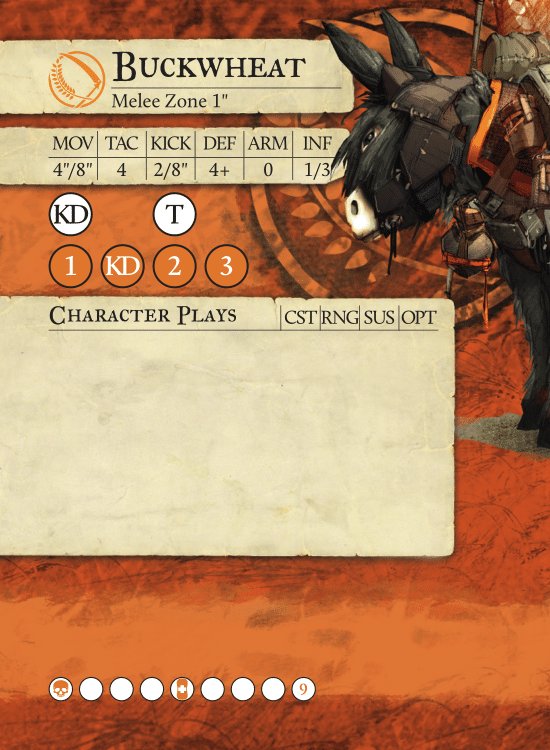 Buckwheat
Melee Zone 1"
MOV TAC KICK DEF ARM INF
4"/8" 4 2/8" 4+ 0 1/3
KD T
1 KD 2 3
Character Plays CST RNG SUS OPT
9